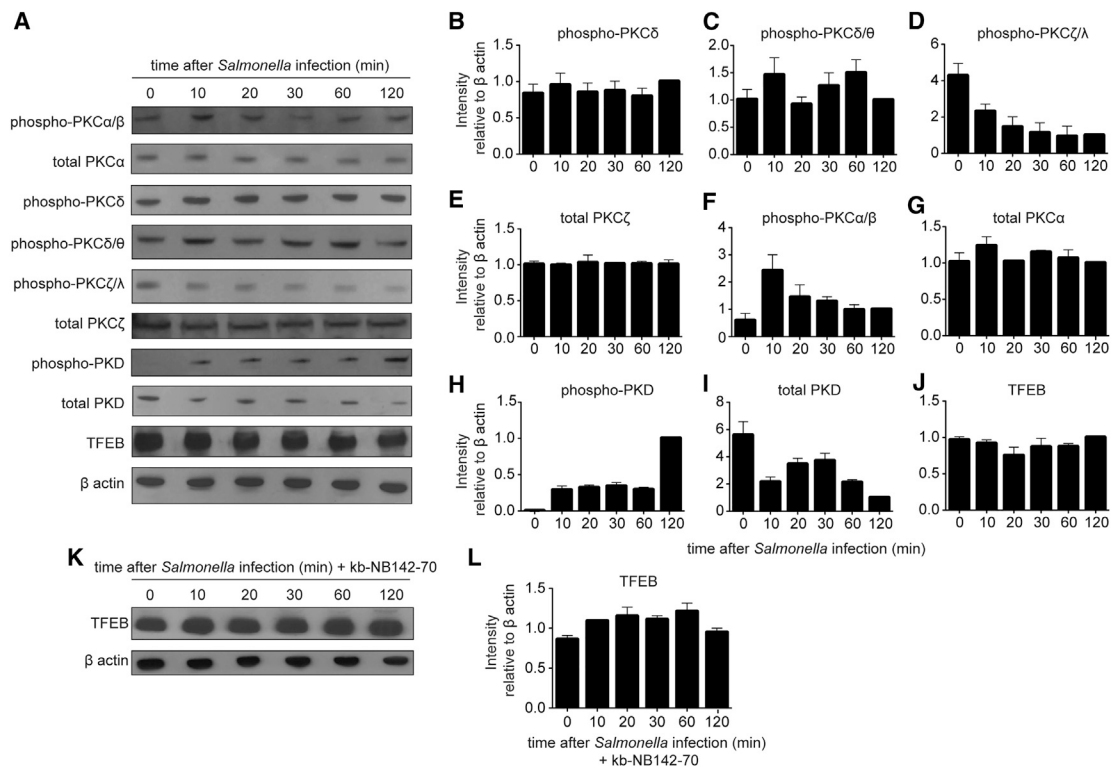 A
time after Salmonella infection (min)
0 10 20 30 60 120
phospho-PKCα/β
total PKCα
phospho-PKCδ
phospho-PKCδ/θ
phospho-PKCζ/λ
total PKCζ
phospho-PKD
total PKD
TFEB
β actin
B
phospho-PKCδ
Intensity
relative to β actin
1.5
1.0
0.5
0.0
0 10 20 30 60 120
C
phospho-PKCδ/θ
2.0
1.5
1.0
0.5
0.0
0 10 20 30 60 120
D
phospho-PKCζ/λ
6
4
2
0
0 10 20 30 60 120
E
total PKCζ
Intensity
relative to β actin
1.5
1.0
0.5
0.0
0 10 20 30 60 120
F
phospho-PKCα/β
4
3
2
1
0
0 10 20 30 60 120
G
total PKCα
1.5
1.0
0.5
0.0
0 10 20 30 60 120
H
phospho-PKD
Intensity
relative to β actin
1.5
1.0
0.5
0.0
0 10 20 30 60 120
I
total PKD
8
6
4
2
0
0 10 20 30 60 120
J
TFEB
1.5
1.0
0.5
0.0
0 10 20 30 60 120
time after Salmonella infection (min)
K
time after Salmonella infection (min) + kb-NB142-70
0 10 20 30 60 120
TFEB
β actin
L
TFEB
Intensity
relative to β actin
1.5
1.0
0.5
0.0
0 10 20 30 60 120
time after Salmonella infection (min)
+ kb-NB142-70